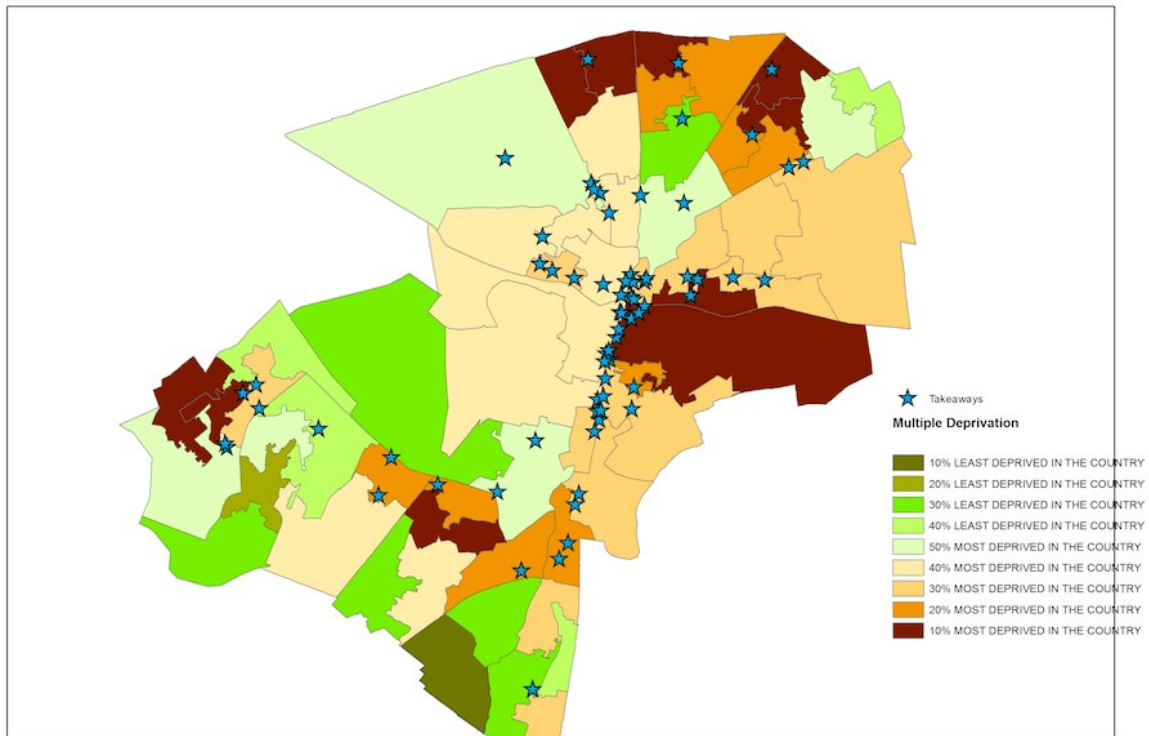 Takeaways
Multiple Deprivation
10% LEAST DEPRIVED IN THE COUNTRY
20% LEAST DEPRIVED IN THE COUNTRY
30% LEAST DEPRIVED IN THE COUNTRY
40% LEAST DEPRIVED IN THE COUNTRY
50% MOST DEPRIVED IN THE COUNTRY
40% MOST DEPRIVED IN THE COUNTRY
30% MOST DEPRIVED IN THE COUNTRY
20% MOST DEPRIVED IN THE COUNTRY
10% MOST DEPRIVED IN THE COUNTRY